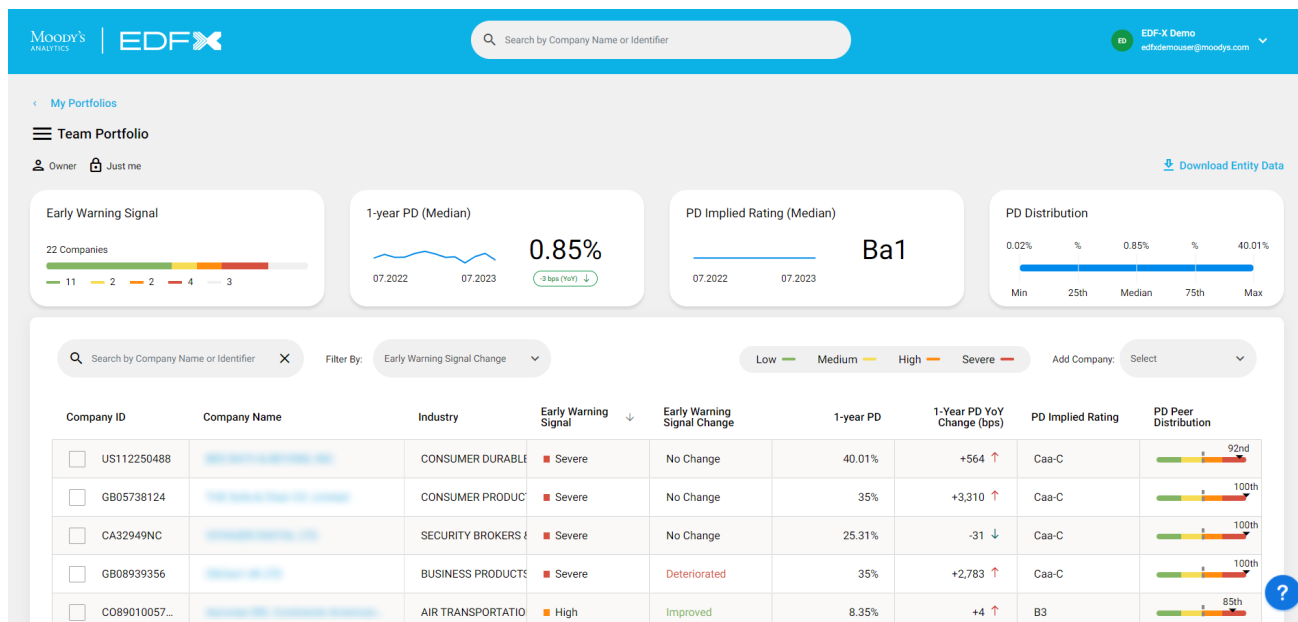 MOODY'S
ANALYTICS
EDFX
Search by Company Name or Identifier
ED
EDF-X Demo
edfxdemouser@moodys.com
My Portfolios
Team Portfolio
Owner Just me
Download Entity Data
Early Warning Signal
22 Companies
11 2 2 4 3
1-year PD (Median)
0.85%
07.2022 07.2023
-3 bps (YoY) ↓
PD Implied Rating (Median)
Ba1
07.2022 07.2023
PD Distribution
0.02% % 0.85% % 40.01%
Min 25th Median 75th Max
Search by Company Name or Identifier
Filter By: Early Warning Signal Change
Low Medium High Severe
Add Company: Select
Company ID Company Name Industry Early Warning Signal ↓ Early Warning Signal Change 1-year PD 1-Year PD YoY Change (bps) PD Implied Rating PD Peer Distribution
US112250488 CONSUMER DURABLE Severe No Change 40.01% +564 ↑ Caa-C 92nd
GB05738124 CONSUMER PRODUC Severe No Change 35% +3,310 ↑ Caa-C 100th
CA32949NC SECURITY BROKERS & Severe No Change 25.31% -31 ↓ Caa-C 100th
GB08939356 BUSINESS PRODUCTS Severe Deteriorated 35% +2,783 ↑ Caa-C 100th
CO89010057... AIR TRANSPORTATIO High Improved 8.35% +4 ↑ B3 85th
?